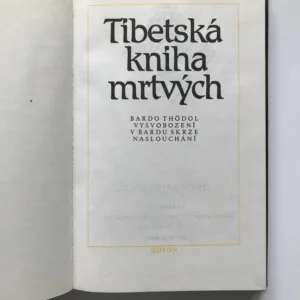 Tibetská
kniha
mrtvých
BARDO THÖDOL
VYSVOBOZENÍ
V BARDU SKRZE
NASLOUCHÁNÍ
ODEON